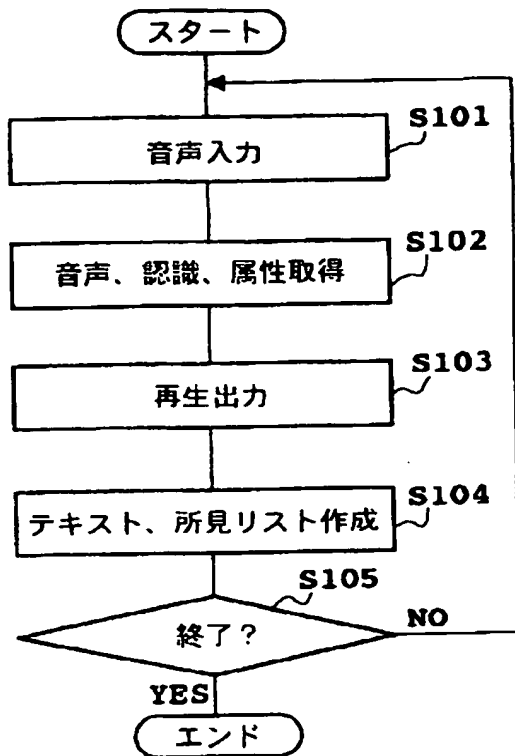 スタート
S101
音声入力
S102
音声、認識、属性取得
S103
再生出力
S104
テキスト、所見リスト作成
S105
終了?
NO
YES
エンド